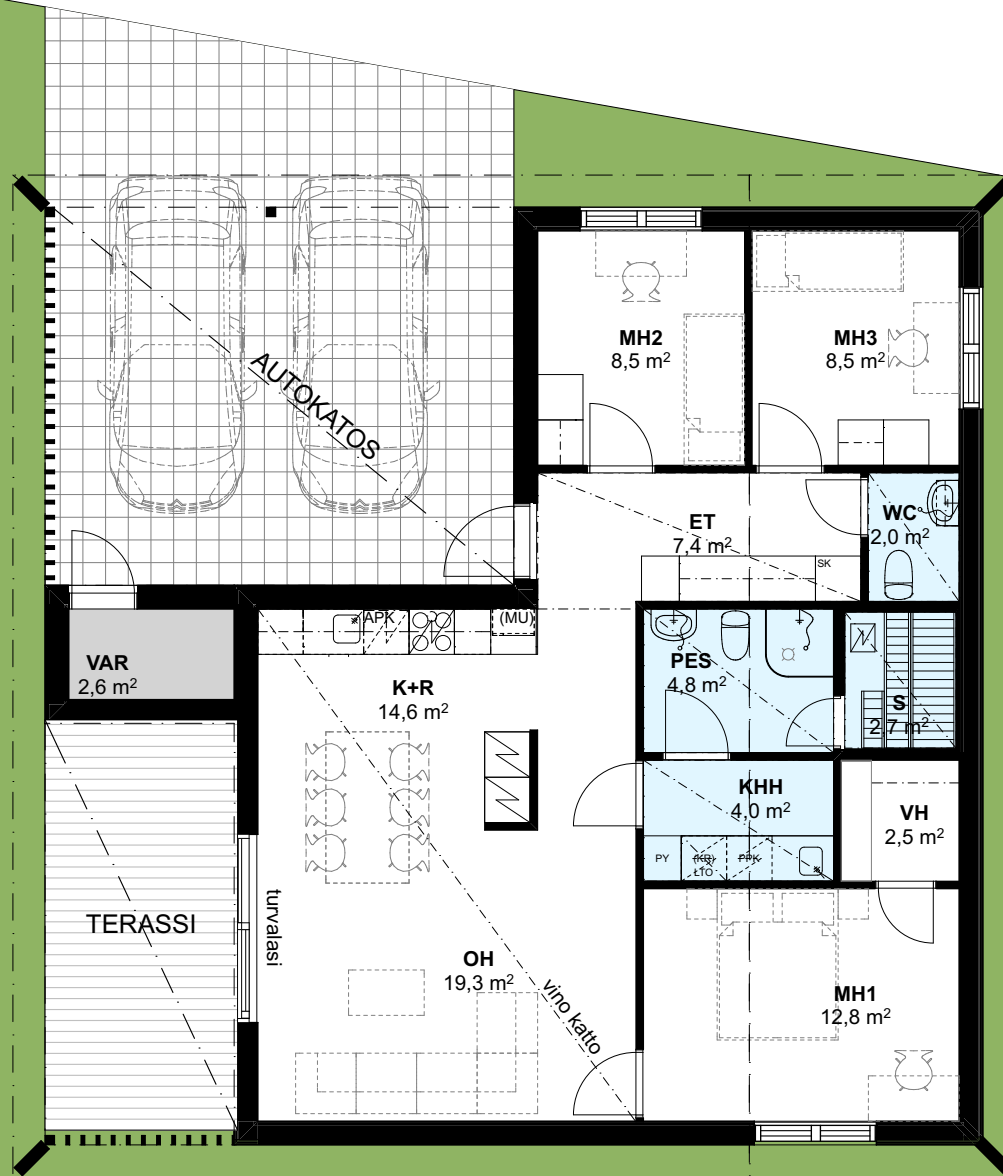 MH2
8,5 m²
MH3
8,5 m²
AUTOKATOS
ET
7,4 m²
SK
WC
2,0 m²
APK
(MU)
VAR
2,6 m²
K+R
14,6 m²
PES
4,8 m²
S
2,7 m²
KHH
4,0 m²
VH
2,5 m²
PY
(KR)
LTO
PPK
TERASSI
turvalasi
OH
19,3 m²
vino katto
MH1
12,8 m²